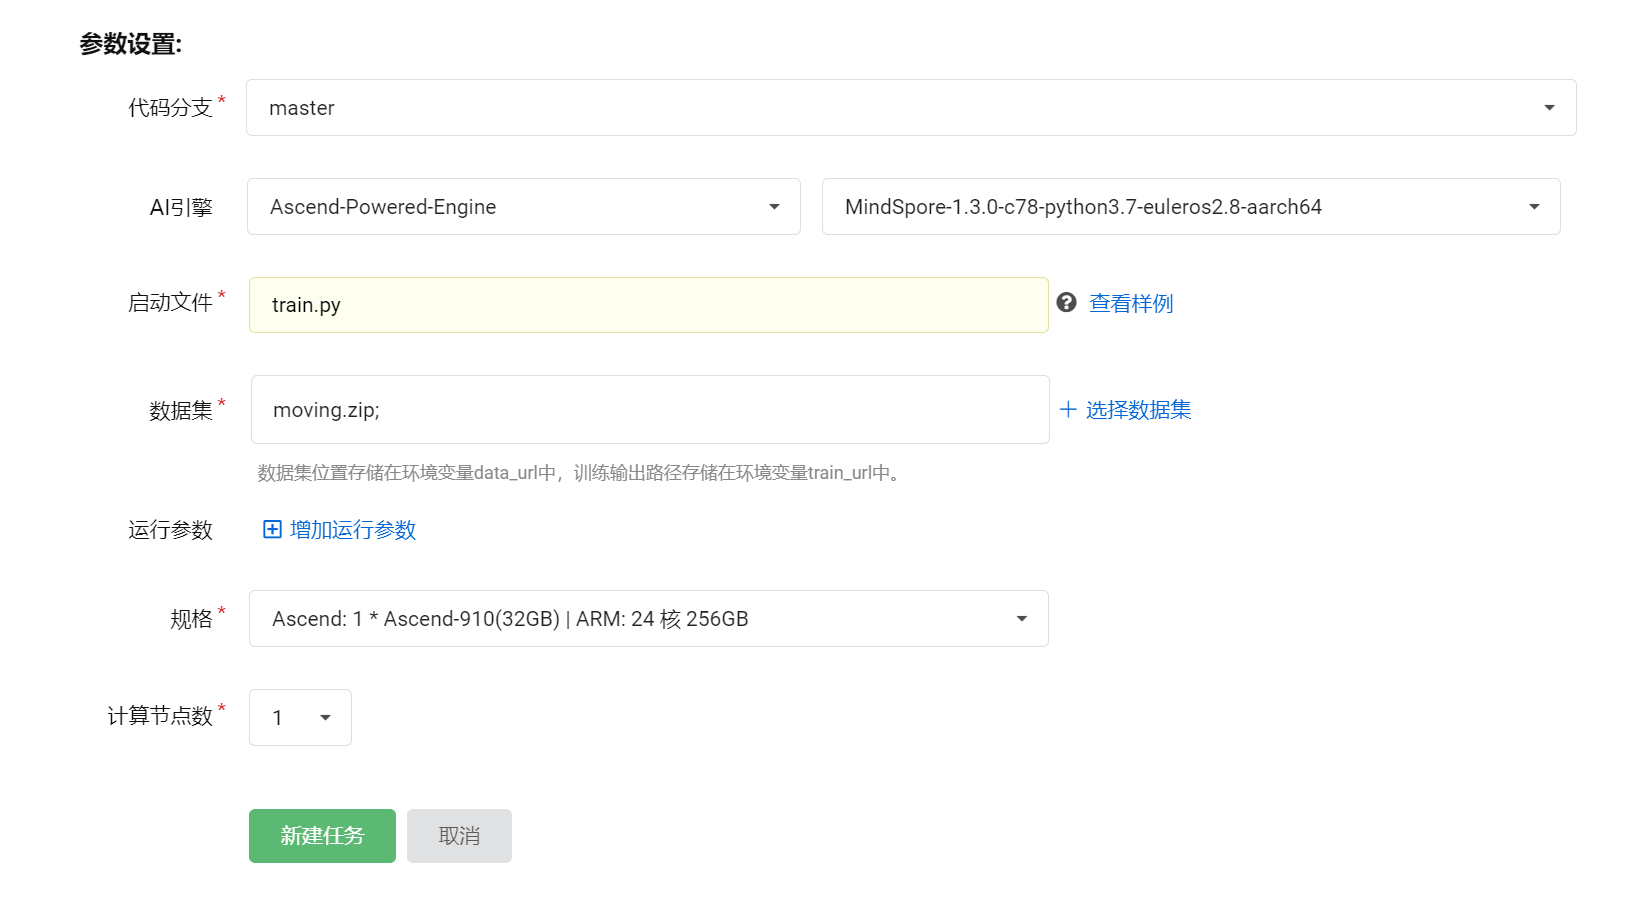 参数设置:
代码分支* master
AI引擎 Ascend-Powered-Engine MindSpore-1.3.0-c78-python3.7-euleros2.8-aarch64
启动文件* train.py 查看样例
数据集* moving.zip; + 选择数据集
数据集位置存储在环境变量data_url中，训练输出路径存储在环境变量train_url中。
运行参数 增加运行参数
规格* Ascend: 1 * Ascend-910(32GB) | ARM: 24 核 256GB
计算节点数* 1
新建任务 取消